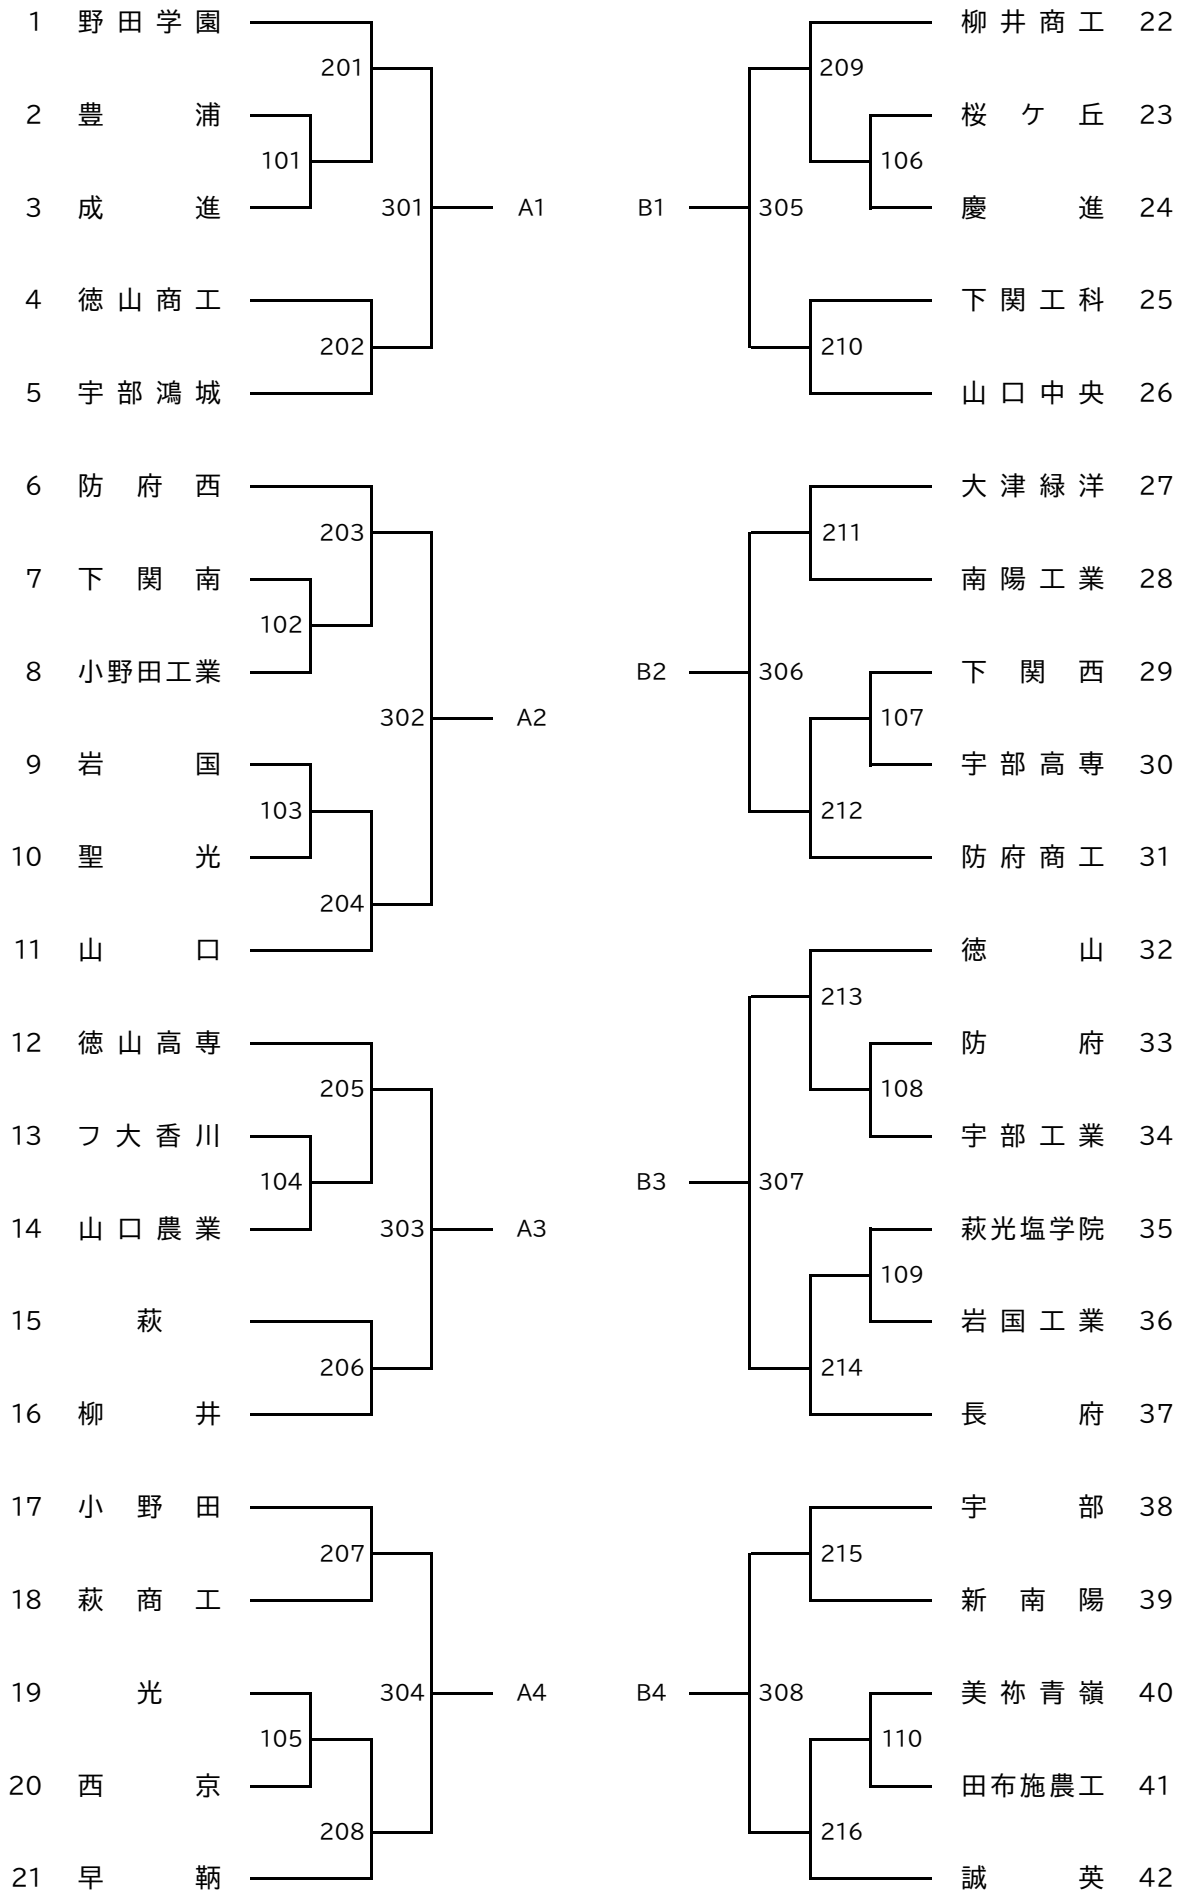 1 野田学園
201
2 豊浦
101
3 成進
301 A1
4 徳山商工
202
5 宇部鴻城
6 防府西
203
7 下関南
102
8 小野田工業
302 A2
9 岩国
103
10 聖光
204
11 山口
12 徳山高専
205
13 フ大香川
104
14 山口農業
303 A3
15 萩
206
16 柳井
17 小野田
207
18 萩商工
19 光
304 A4
105
20 西京
208
21 早鞆
柳井商工 22
209
桜ケ丘 23
106
慶進 24
B1 305
下関工科 25
210
山口中央 26
大津緑洋 27
211
南陽工業 28
下関西 29
B2 306
107
宇部高専 30
212
防府商工 31
徳山 32
213
防府 33
108
宇部工業 34
B3 307
萩光塩学院 35
109
岩国工業 36
214
長府 37
宇部 38
215
新南陽 39
美祢青嶺 40
B4 308
110
田布施農工 41
216
誠英 42